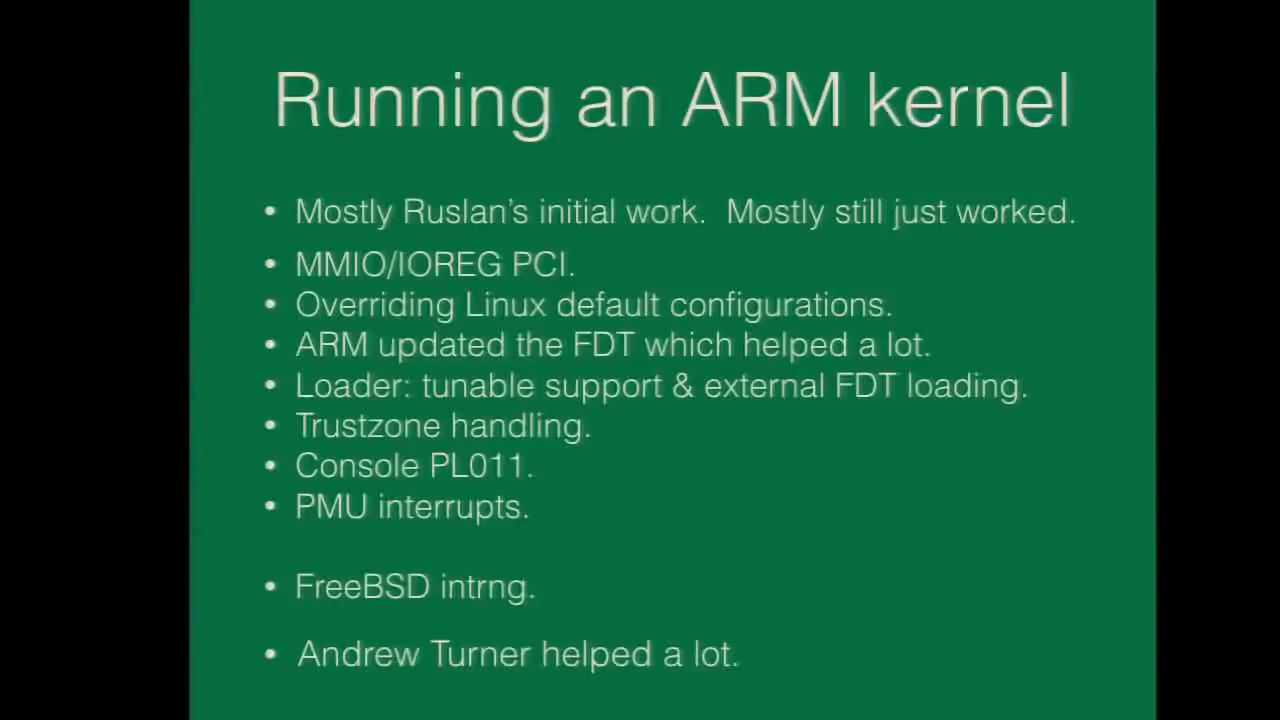 Running an ARM kernel
• Mostly Ruslan's initial work.  Mostly still just worked.
• MMIO/IOREG PCI.
• Overriding Linux default configurations.
• ARM updated the FDT which helped a lot.
• Loader: tunable support & external FDT loading.
• Trustzone handling.
• Console PL011.
• PMU interrupts.
• FreeBSD intrng.
• Andrew Turner helped a lot.